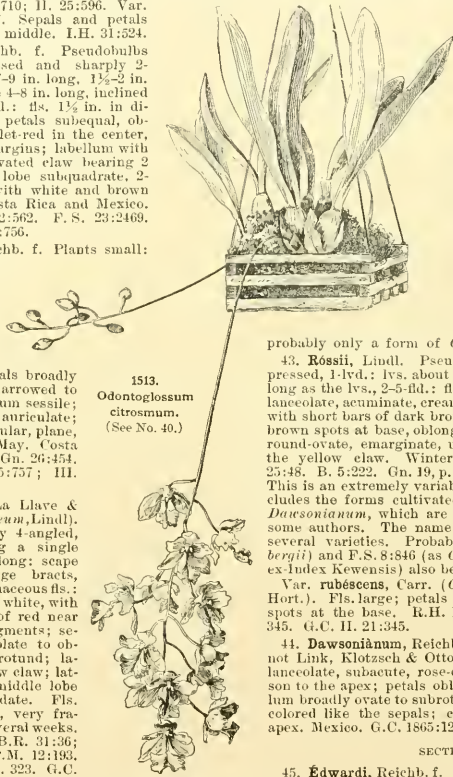 710; II. 25:596. Var.
Sepals and petals
middle. I.H. 31:524.
hb. f. Pseudobulbs
sed and sharply 2-
7-9 in. long, 1½-2 in.
4-8 in. long, inclined
l.: fls. 1½ in. in di-
petals subequal, ob-
let-red in the center,
argins; labellum with
vated claw bearing 2
lobe subquadrate, 2-
with white and brown
sta Rica and Mexico.
2:562. F.S. 23:2469.
:756.
chb. f. Plants small:
als broadly
arrowed to
um sessile;
auriculate;
cular, plane,
May. Costa
Gn. 26:454.
5:757; III.
La Llave &
eum, Lindl).
y 4-angled,
ng a single
long: scape
ge bracts,
naceous fls.:
white, with
of red near
gments; se-
late to ob-
rotund; la-
w claw; lat-
middle lobe
date. Fls.
, very fra-
veral weeks.
B.R. 31:36;
F.M. 12:193.
. 323. G.C.
1513.
Odontoglossum
citrosmum.
(See No. 40.)
probably only a form of
43. Róssii, Lindl. Pseu
pressed, 1-lvd.: lvs. about
long as the lvs., 2-5-fld.: fl
lanceolate, acuminate, crea
with short bars of dark bro
brown spots at base, oblong
round-ovate, emarginate, u
the yellow claw. Winter
25:48. B. 5:222. Gn. 19, p.
This is an extremely variab
cludes the forms cultivate
Dawsonianum, which are
some authors. The name
several varieties. Probab
bergii) and F.S. 8:846 (as
ex-Index Kewensis) also be
Var. rubéscens, Carr. (
Hort.). Fls. large; petals
spots at the base. R.H.
345. G.C. II. 21:345.
44. Dawsoniànum, Reichb
not Link, Klotzsch & Otto
lanceolate, subacute, rose-c
son to the apex; petals obl
lum broadly ovate to subrot
colored like the sepals; c
apex. Mexico. G.C. 1865:12
SECTI
45. Édwardi, Reichb. f.